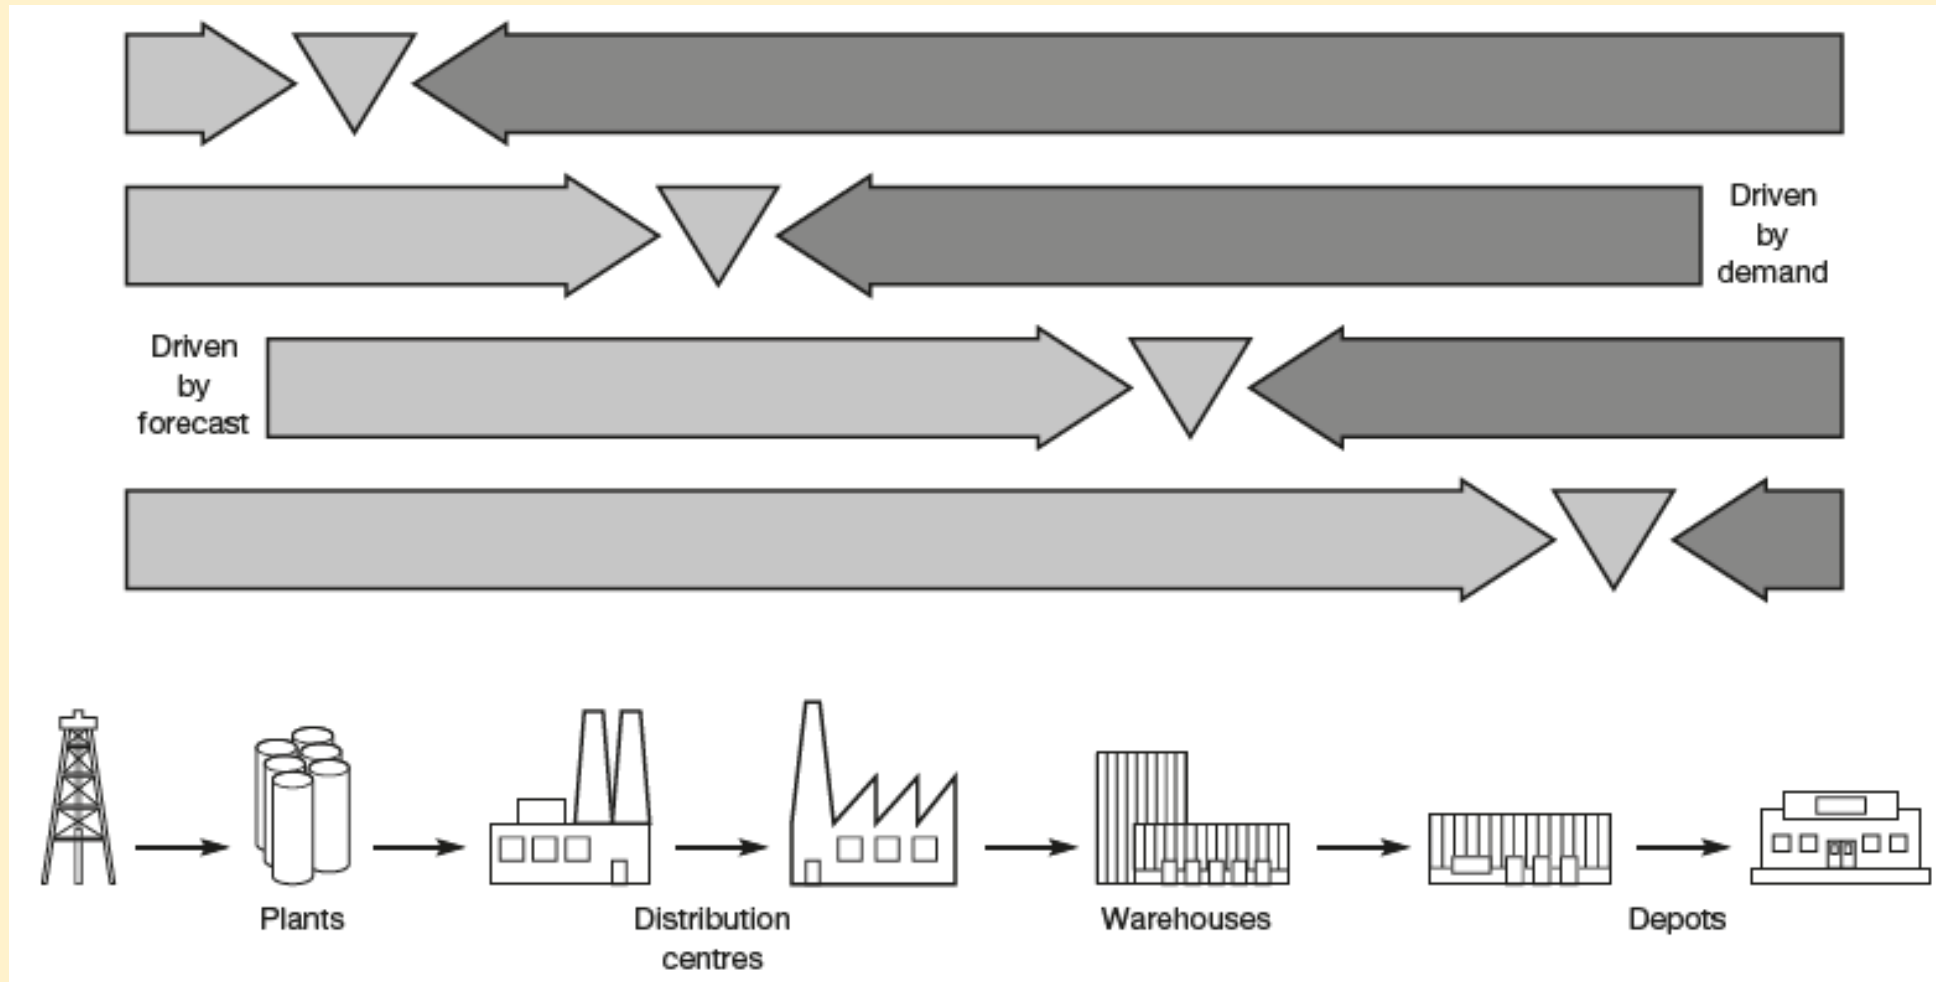 Driven
by
demand
Driven
by
forecast
Plants
Distribution
centres
Warehouses
Depots